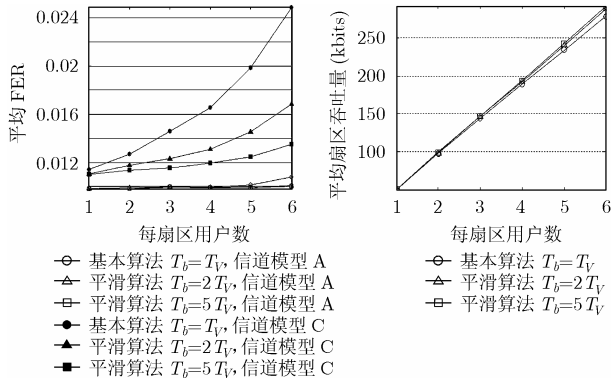 0.024
0.02
0.016
0.012
平均 FER
1 2 3 4 5 6
每扇区用户数
250
200
150
100
平均扇区吞吐量 (kbits)
1 2 3 4 5 6
每扇区用户数
基本算法 T_b=T_V, 信道模型 A
平滑算法 T_b=2T_V, 信道模型 A
平滑算法 T_b=5T_V, 信道模型 A
基本算法 T_b=T_V, 信道模型 C
平滑算法 T_b=2T_V, 信道模型 C
平滑算法 T_b=5T_V, 信道模型 C
基本算法 T_b=T_V
平滑算法 T_b=2T_V
平滑算法 T_b=5T_V